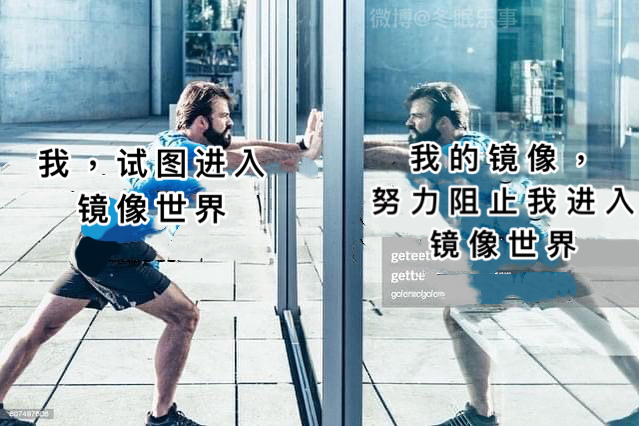 微博@冬眠乐事
我，试图进入
镜像世界
我的镜像，
努力阻止我进入
镜像世界